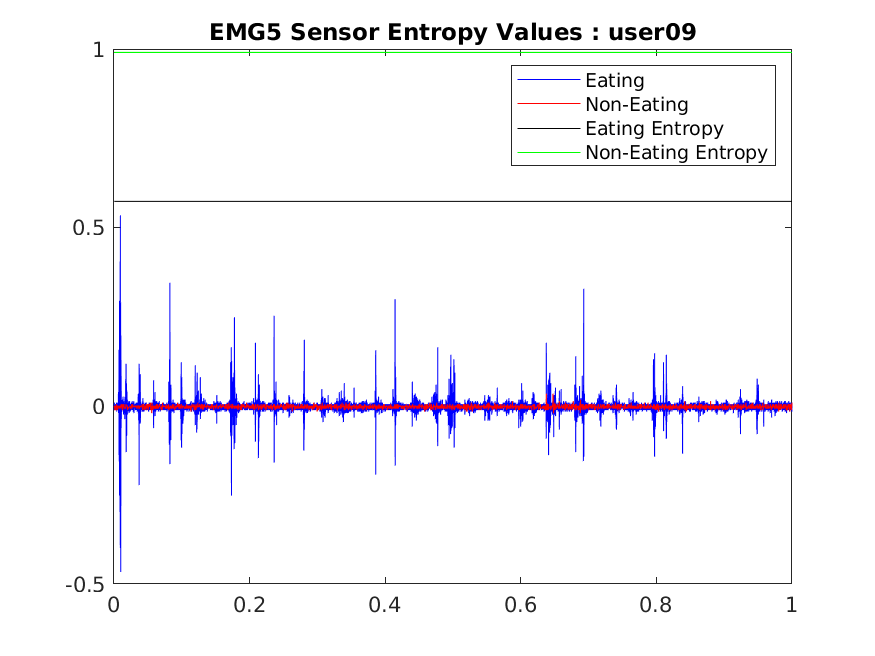 EMG5 Sensor Entropy Values : user09
1
Eating
Non-Eating
Eating Entropy
Non-Eating Entropy
0.5
0
-0.5
0 0.2 0.4 0.6 0.8 1